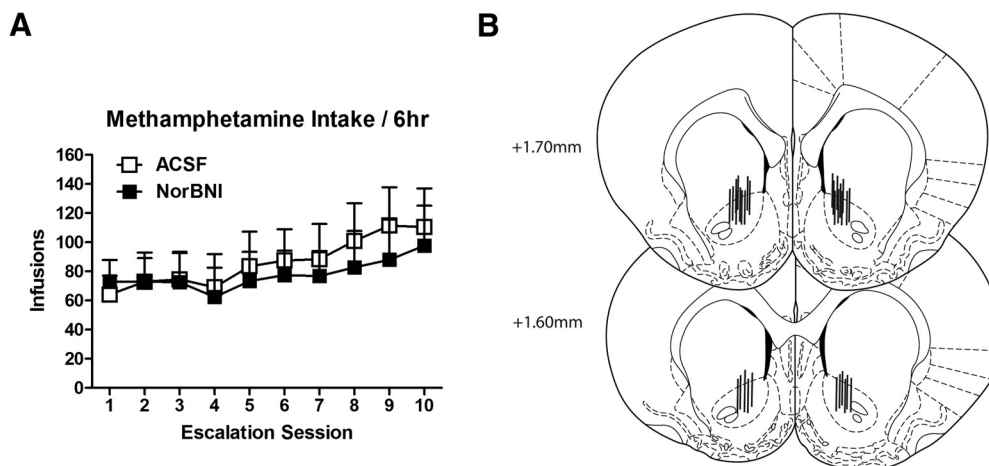 A
B
Methamphetamine Intake / 6hr
160
140
120
100
80
60
40
20
0
Infusions
ACSF
NorBNI
1 2 3 4 5 6 7 8 9 10
Escalation Session
+1.70mm
+1.60mm